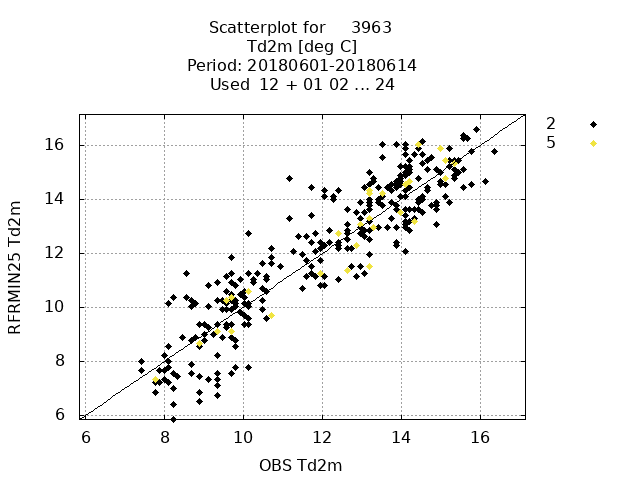 Scatterplot for 3963
Td2m [deg C]
Period: 20180601-20180614
Used 12 + 01 02 ... 24
2
5
16
14
12
10
8
6
RFRMIN25 Td2m
6 8 10 12 14 16
OBS Td2m